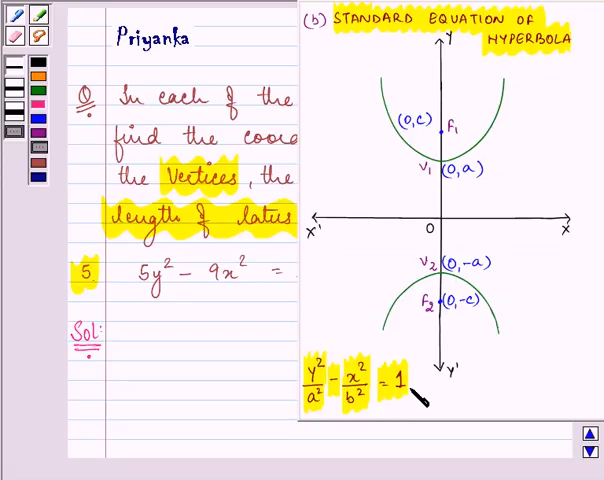 Priyanka
Q In each of the
find the coord
the vertices, the
length of latus
5. 5y² - 9x² =
Sol:
(b) STANDARD EQUATION OF
HYPERBOLA
Y
(0,c) F₁
V₁ (0,a)
X' O X
V₂ (0,-a)
F₂ (0,-c)
Y'
y²/a² - x²/b² = 1